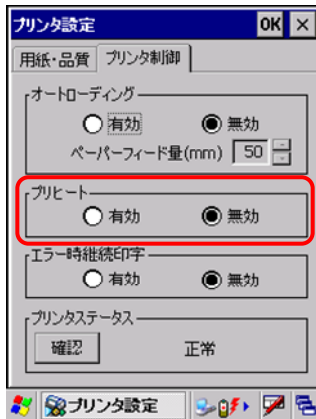 プリンタ設定 OK ×
用紙・品質 プリンタ制御
オートローディング
有効 無効
ペーパーフィード量(mm) 50
プリヒート
有効 無効
エラー時継続印字
有効 無効
プリンタステータス
確認 正常
プリンタ設定